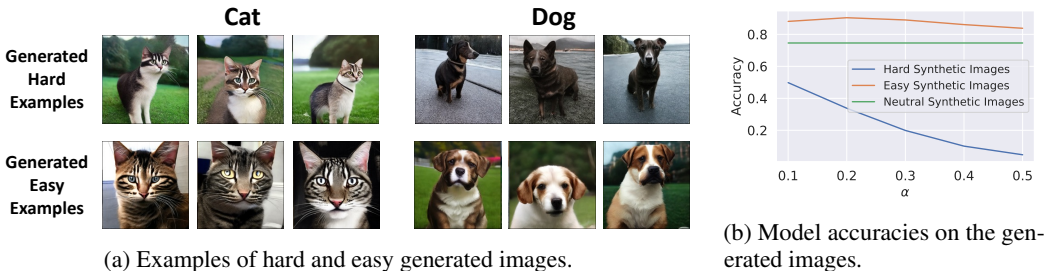 Cat
Dog
Generated
Hard
Examples
Generated
Easy
Examples
(a) Examples of hard and easy generated images.
Accuracy
0.8
0.6
0.4
0.2
Hard Synthetic Images
Easy Synthetic Images
Neutral Synthetic Images
0.1 0.2 0.3 0.4 0.5
α
(b) Model accuracies on the gen-
erated images.